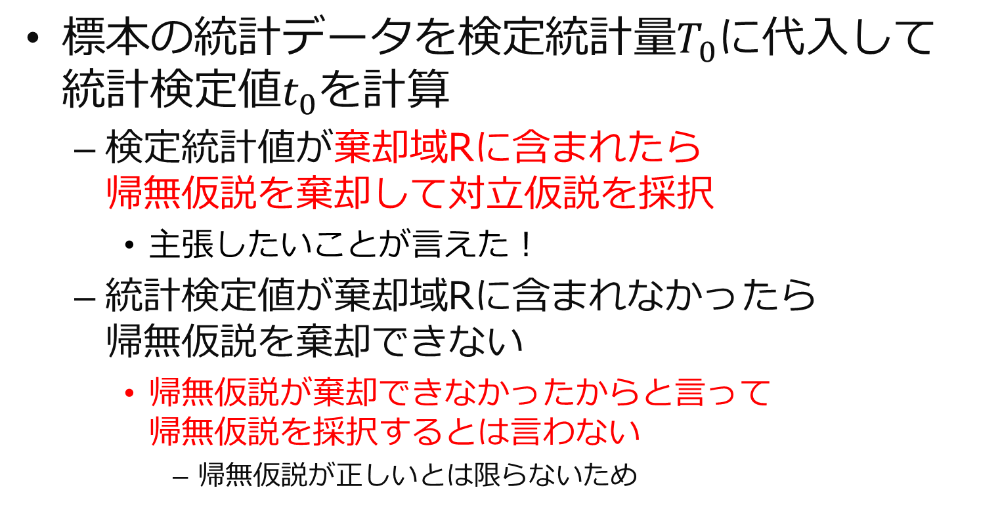 • 標本の統計データを検定統計量T₀に代入して
統計検定値t₀を計算
– 検定統計値が棄却域Rに含まれたら
帰無仮説を棄却して対立仮説を採択
• 主張したいことが言えた！
– 統計検定値が棄却域Rに含まれなかったら
帰無仮説を棄却できない
• 帰無仮説が棄却できなかったからと言って
帰無仮説を採択するとは言わない
– 帰無仮説が正しいとは限らないため